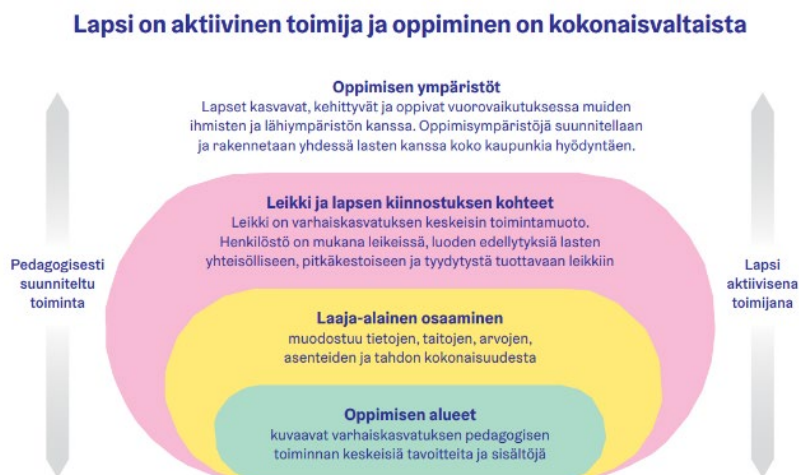 Lapsi on aktiivinen toimija ja oppiminen on kokonaisvaltaista
Oppimisen ympäristöt
Lapset kasvavat, kehittyvät ja oppivat vuorovaikutuksessa muiden
ihmisten ja lähiympäristön kanssa. Oppimisympäristöjä suunnitellaan
ja rakennetaan yhdessä lasten kanssa koko kaupunkia hyödyntäen.
Leikki ja lapsen kiinnostuksen kohteet
Leikki on varhaiskasvatuksen keskeisin toimintamuoto.
Henkilöstö on mukana leikeissä, luoden edellytyksiä lasten
yhteisölliseen, pitkäkestoiseen ja tyydytystä tuottavaan leikkiin
Pedagogisesti
suunniteltu
toiminta
Lapsi
aktiivisena
toimijana
Laaja-alainen osaaminen
muodostuu tietojen, taitojen, arvojen,
asenteiden ja tahdon kokonaisuudesta
Oppimisen alueet
kuvaavat varhaiskasvatuksen pedagogisen
toiminnan keskeisiä tavoitteita ja sisältöjä